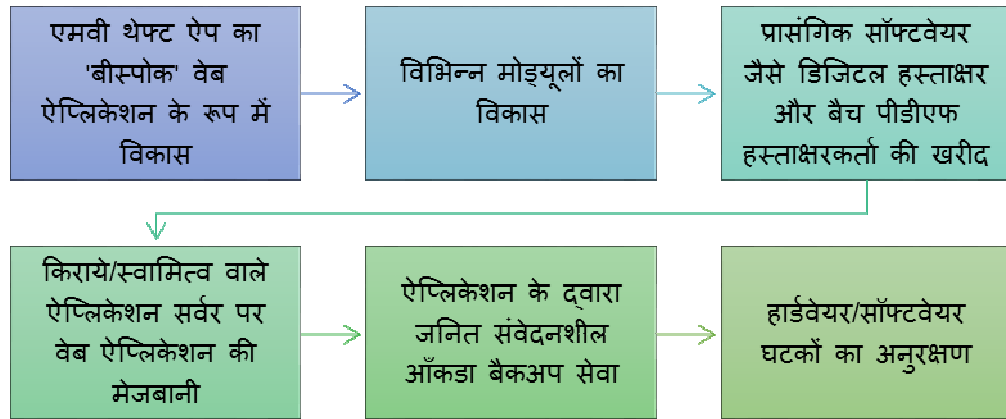 एमवी थेफ्ट ऐप का
'बीस्पोक' वेब
ऐप्लिकेशन के रूप में
विकास
विभिन्न मोड्यूलों का
विकास
प्रासंगिक सॉफ्टवेयर
जैसे डिजिटल हस्ताक्षर
और बैच पीडीएफ
हस्ताक्षरकर्ता की खरीद
किराये/स्वामित्व वाले
ऐप्लिकेशन सर्वर पर
वेब ऐप्लिकेशन की
मेजबानी
ऐप्लिकेशन के द्वारा
जनित संवेदनशील
आँकडा बैकअप सेवा
हार्डवेयर/सॉफ्टवेयर
घटकों का अनुरक्षण